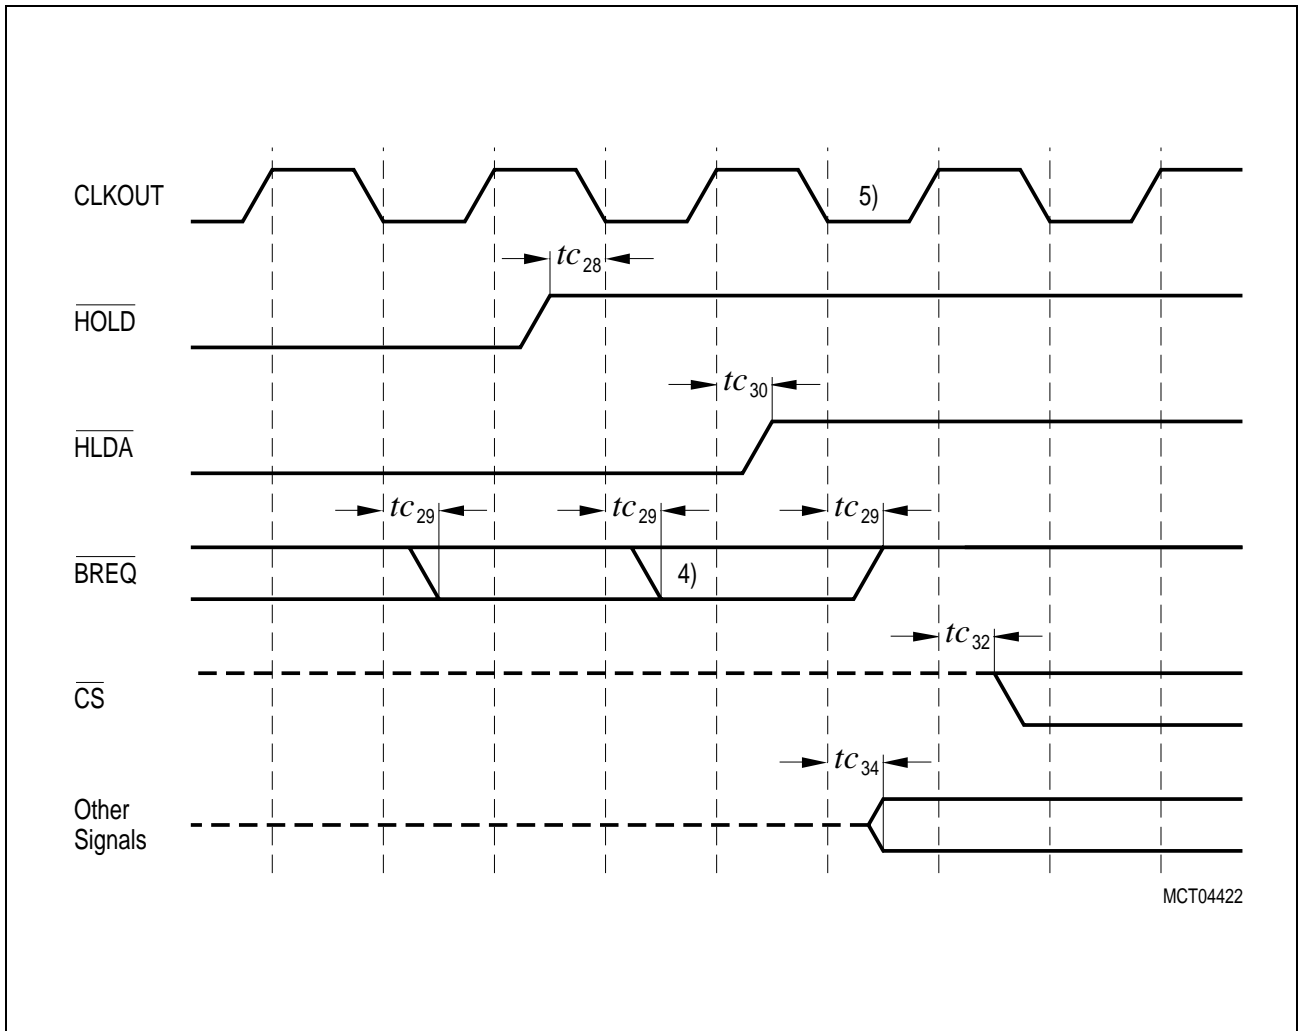 CLKOUT
5)
tc28
HOLD
tc30
HLDA
tc29 tc29 tc29
BREQ
4)
tc32
CS
tc34
Other
Signals
MCT04422